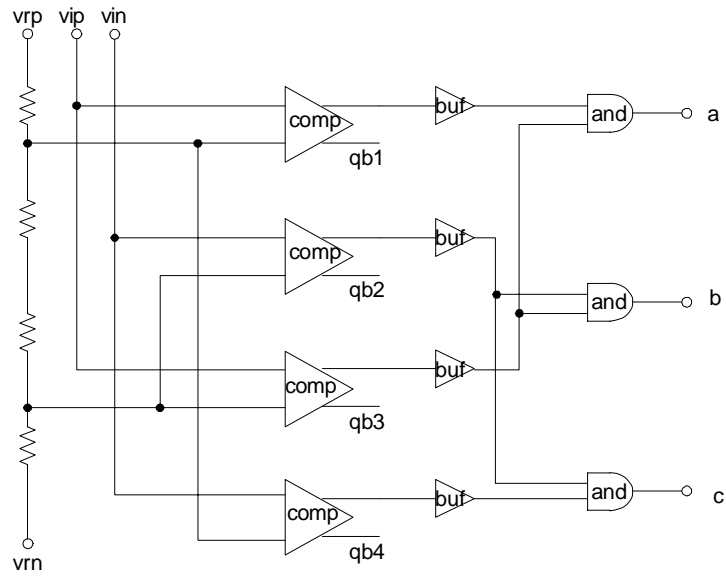 vrp vip vin
comp buf and a
qb1
comp buf
qb2
and b
comp buf
qb3
comp buf and c
qb4
vrn